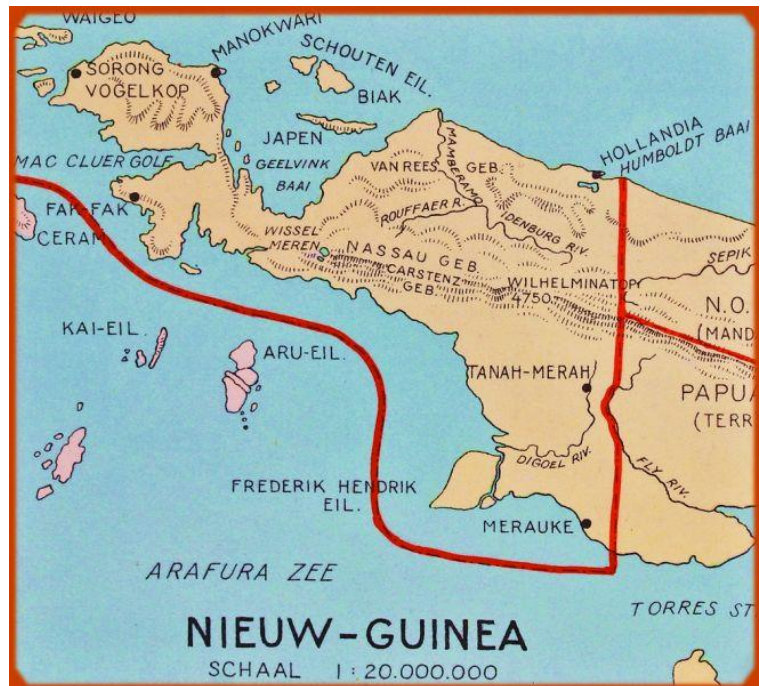 WAIGEO
MANOKWARI
SCHOUTEN EIL.
SORONG
VOGELKOP
BIAK
HOLLANDIA
HUMBOLDT BAAI
JAPEN
MAC CLUER GOLF
GEELVINK
BAAI
VAN REES GEB.
MAMBERAMO
FAK-FAK
ROUFFAER R.
IDENBURG RIV.
CERAM
WISSEL
MEREN
NASSAU GEB.
SEPIK
CARSTENZ
GEB.
WILHELMINATOP
4750.
N.O.
(MAND
KAI-EIL.
ARU-EIL.
TANAH-MERAH
PAPUA
(TERR
DIGOEL RIV.
FLY RIV.
FREDERIK HENDRIK
EIL.
MERAUKE
ARAFURA ZEE
TORRES ST
NIEUW-GUINEA
SCHAAL 1:20.000.000